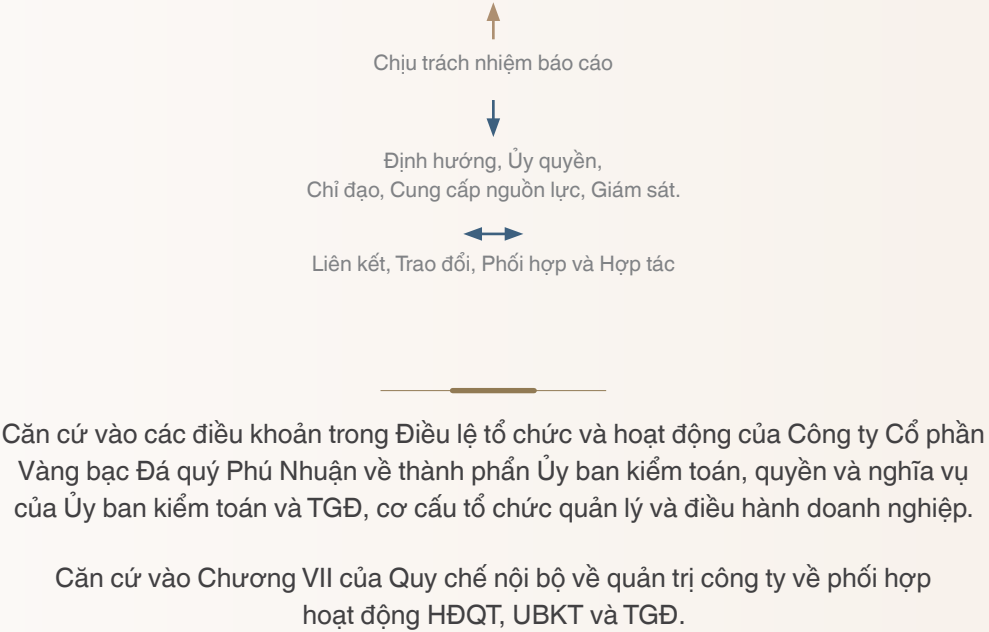 Chịu trách nhiệm báo cáo
Định hướng, Ủy quyền,
Chỉ đạo, Cung cấp nguồn lực, Giám sát.
Liên kết, Trao đổi, Phối hợp và Hợp tác
Căn cứ vào các điều khoản trong Điều lệ tổ chức và hoạt động của Công ty Cổ phần
Vàng bạc Đá quý Phú Nhuận về thành phẩn Ủy ban kiểm toán, quyền và nghĩa vụ
của Ủy ban kiểm toán và TGĐ, cơ cấu tổ chức quản lý và điều hành doanh nghiệp.
Căn cứ vào Chương VII của Quy chế nội bộ về quản trị công ty về phối hợp
hoạt động HĐQT, UBKT và TGĐ.